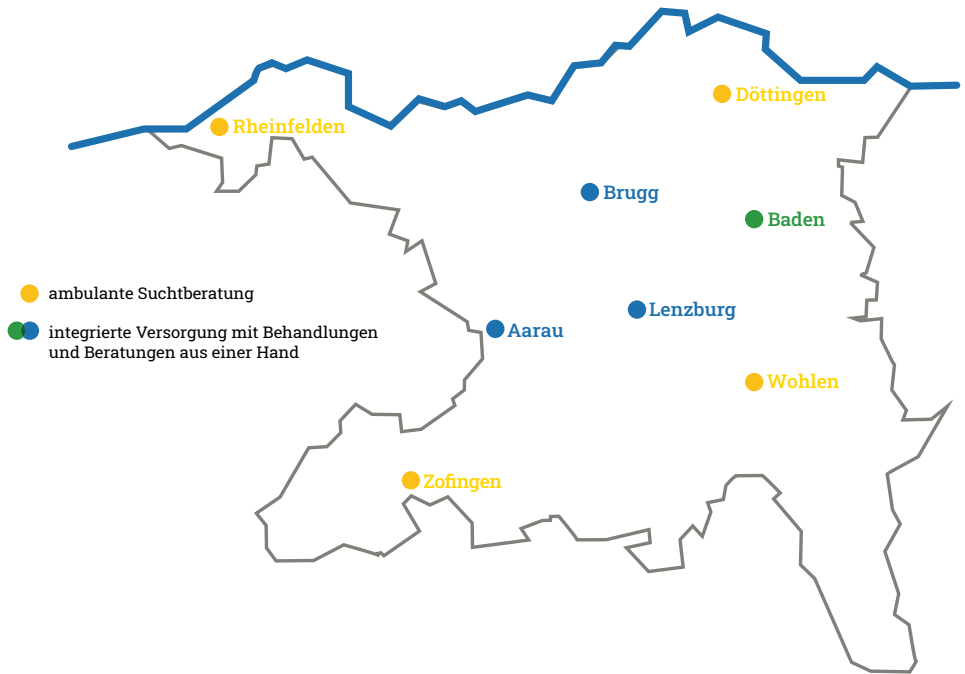 Döttingen
Rheinfelden
Brugg
Baden
ambulante Suchtberatung
Lenzburg
integrierte Versorgung mit Behandlungen
und Beratungen aus einer Hand
Aarau
Wohlen
Zofingen